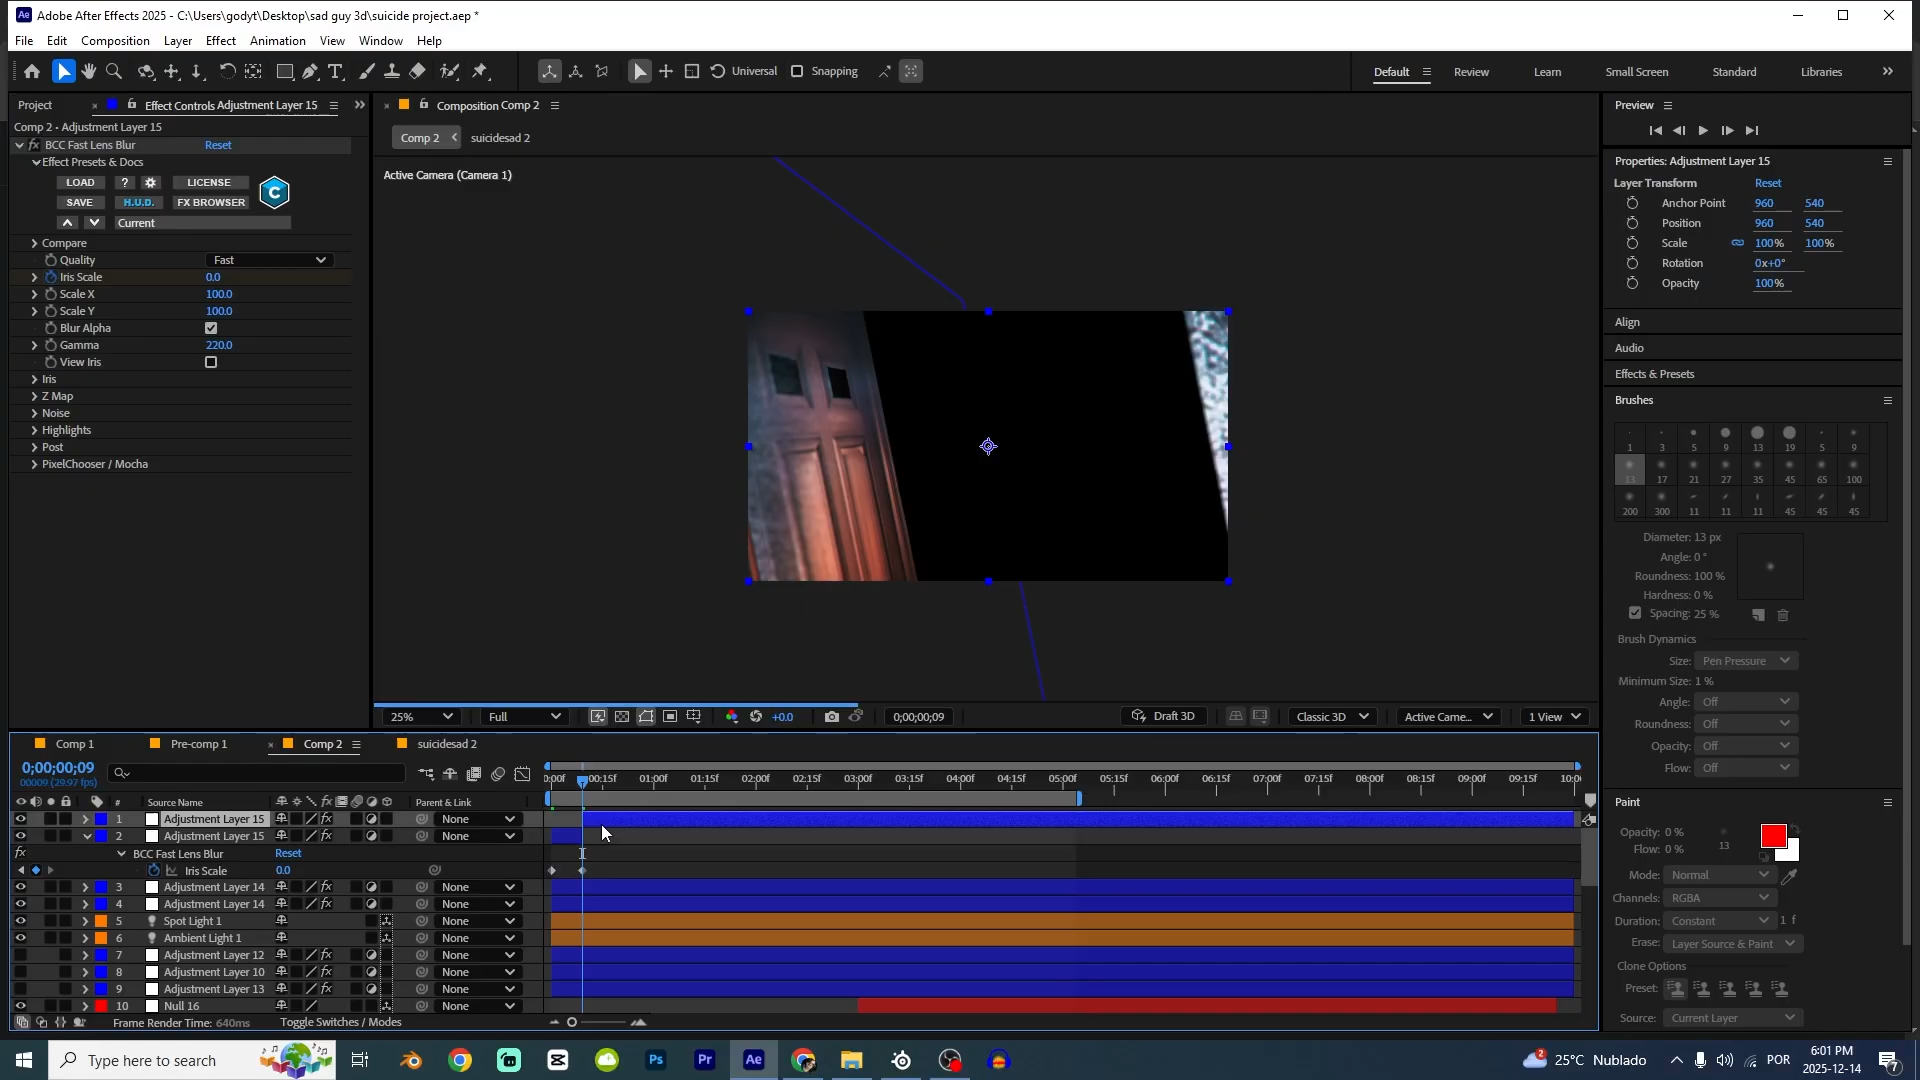 Adobe After Effects 2025 - C:\Users\godyt\Desktop\sad guy 3d\suicide project.aep *
File Edit Composition Layer Effect Animation View Window Help
Universal Snapping Default Review Learn Small Screen Standard Libraries
Project Effect Controls Adjustment Layer 15
Comp 2 • Adjustment Layer 15
BCC Fast Lens Blur Reset
Effect Presets & Docs
LOAD ? LICENSE
SAVE H.U.D. FX BROWSER
Current
Compare
Quality Fast
Iris Scale 0.0
Scale X 100.0
Scale Y 100.0
Blur Alpha
Gamma 220.0
View Iris
Iris
Z Map
Noise
Highlights
Post
PixelChooser / Mocha
Composition Comp 2
Comp 2 suicidesad 2
Active Camera (Camera 1)
25% Full +0.0 0;00;00;09 Draft 3D Classic 3D Active Came... 1 View
Preview
Properties: Adjustment Layer 15
Layer Transform Reset
Anchor Point 960 540
Position 960 540
Scale 100% 100%
Rotation 0x+0°
Opacity 100%
Align
Audio
Effects & Presets
Brushes
1 3 5 9 13 19 5 9
13 17 21 27 35 45 65 100
200 300 11 11 11 45 45 45
Diameter: 13 px
Angle: 0 °
Roundness: 100 %
Hardness: 0 %
Spacing: 25 %
Brush Dynamics
Size: Pen Pressure
Minimum Size: 1 %
Angle: Off
Roundness: Off
Opacity: Off
Flow: Off
Paint
Opacity: 0 %
Flow: 0 % 13
Mode: Normal
Channels: RGBA
Duration: Constant 1 f
Erase: Layer Source & Paint
Clone Options
Preset:
Source: Current Layer
Comp 1 Pre-comp 1 Comp 2 suicidesad 2
0;00;00;09
00009 (29.97 fps)
0:00f 00:15f 01:00f 01:15f 02:00f 02:15f 03:00f 03:15f 04:00f 04:15f 05:00f 05:15f 06:00f 06:15f 07:00f 07:15f 08:00f 08:15f 09:00f 09:15f 10:0
# Source Name Parent & Link
1 Adjustment Layer 15 None
2 Adjustment Layer 15 None
BCC Fast Lens Blur Reset
Iris Scale 0.0
3 Adjustment Layer 14 None
4 Adjustment Layer 14 None
5 Spot Light 1 None
6 Ambient Light 1 None
7 Adjustment Layer 12 None
8 Adjustment Layer 10 None
9 Adjustment Layer 13 None
10 Null 16 None
Frame Render Time: 640ms Toggle Switches / Modes
Type here to search
25°C Nublado POR 6:01 PM
2025-12-14